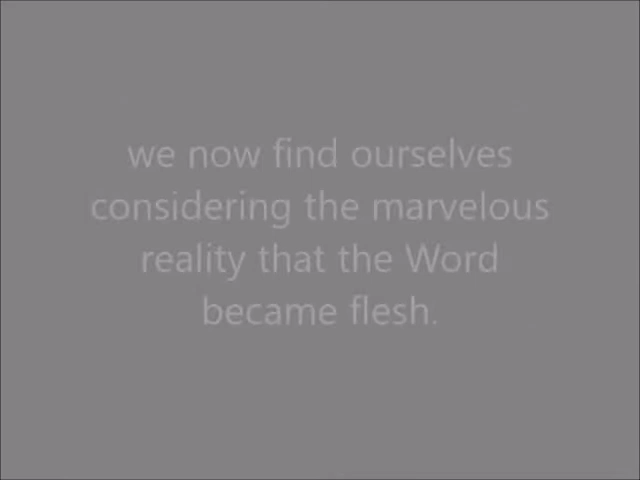 we now find ourselves
considering the marvelous
reality that the Word
became flesh.